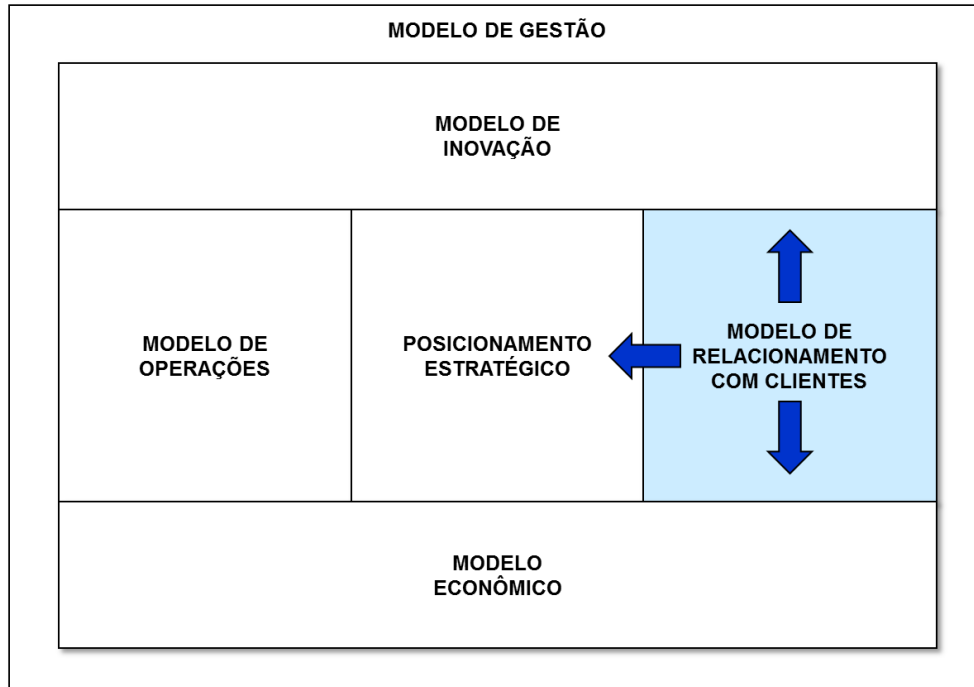 MODELO DE GESTÃO
MODELO DE
INOVAÇÃO
MODELO DE
OPERAÇÕES
POSICIONAMENTO
ESTRATÉGICO
MODELO DE
RELACIONAMENTO
COM CLIENTES
MODELO
ECONÔMICO